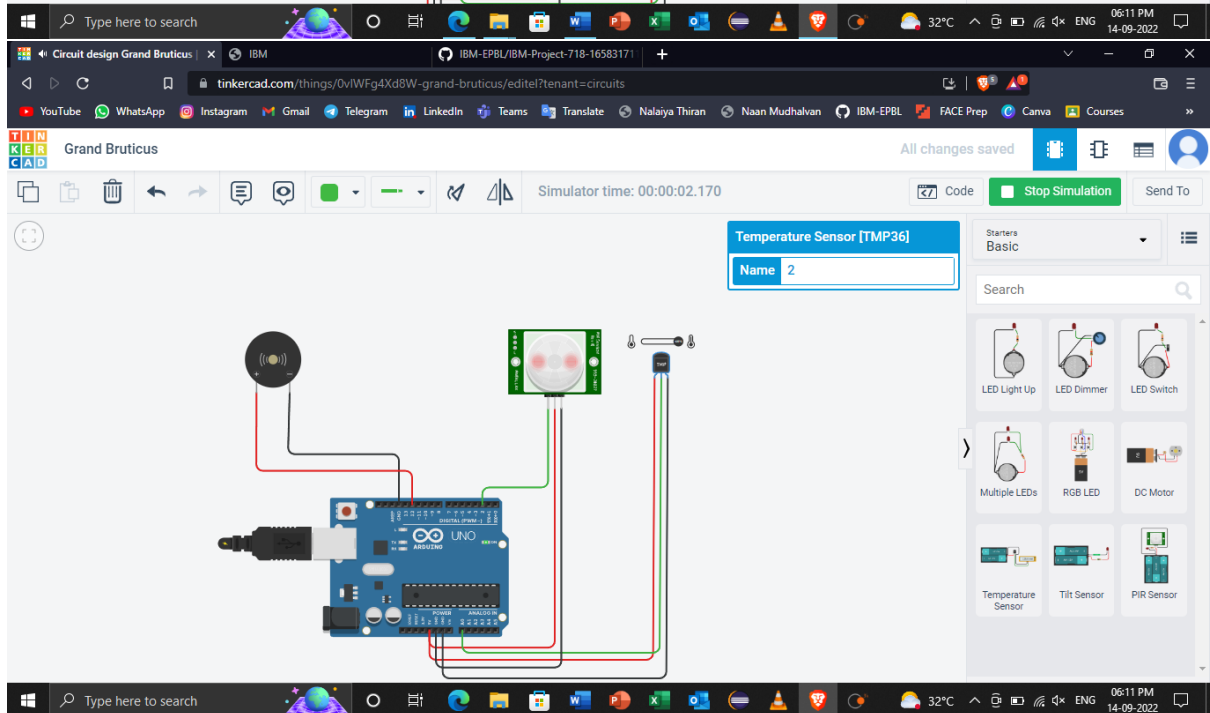 Type here to search
32°C
ENG
06:11 PM
14-09-2022
Circuit design Grand Bruticus |
IBM
IBM-EPBL/IBM-Project-718-16583171
tinkercad.com/things/0vlWFg4Xd8W-grand-bruticus/editel?tenant=circuits
YouTube WhatsApp Instagram Gmail Telegram LinkedIn Teams Translate Nalaiya Thiran Naan Mudhalvan IBM-EPBL FACE Prep Canva Courses
TIN
KER
CAD
Grand Bruticus
All changes saved
Simulator time: 00:00:02.170
Code
Stop Simulation
Send To
Temperature Sensor [TMP36]
Name 2
Starters
Basic
Search
LED Light Up
LED Dimmer
LED Switch
Multiple LEDs
RGB LED
DC Motor
Temperature
Sensor
Tilt Sensor
PIR Sensor
TMP
DIGITAL (PWM ~)
UNO
ARDUINO
POWER
ANALOG IN
Type here to search
32°C
ENG
06:11 PM
14-09-2022